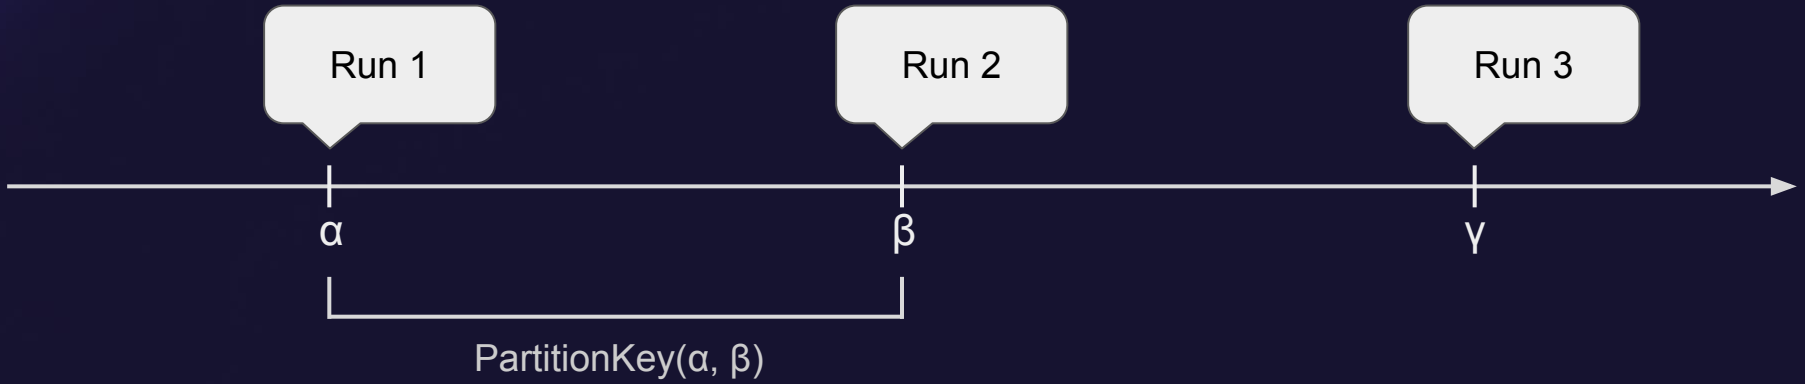 Run 1
Run 2
Run 3
α
β
γ
PartitionKey(α, β)